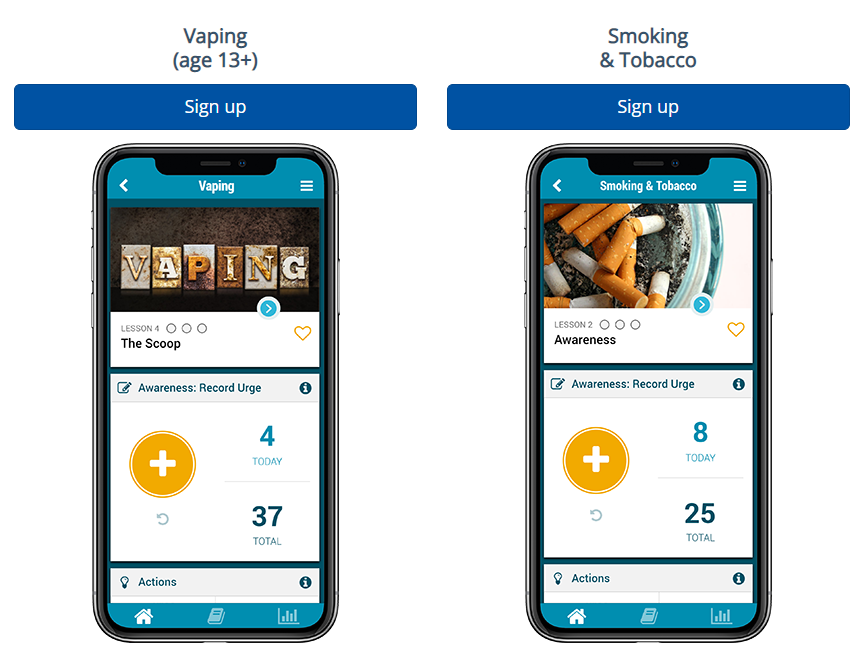 Vaping
(age 13+)
Sign up
Vaping
VAPING
LESSON 4
The Scoop
Awareness: Record Urge
4
TODAY
37
TOTAL
Actions
Smoking
& Tobacco
Sign up
Smoking & Tobacco
LESSON 2
Awareness
Awareness: Record Urge
8
TODAY
25
TOTAL
Actions